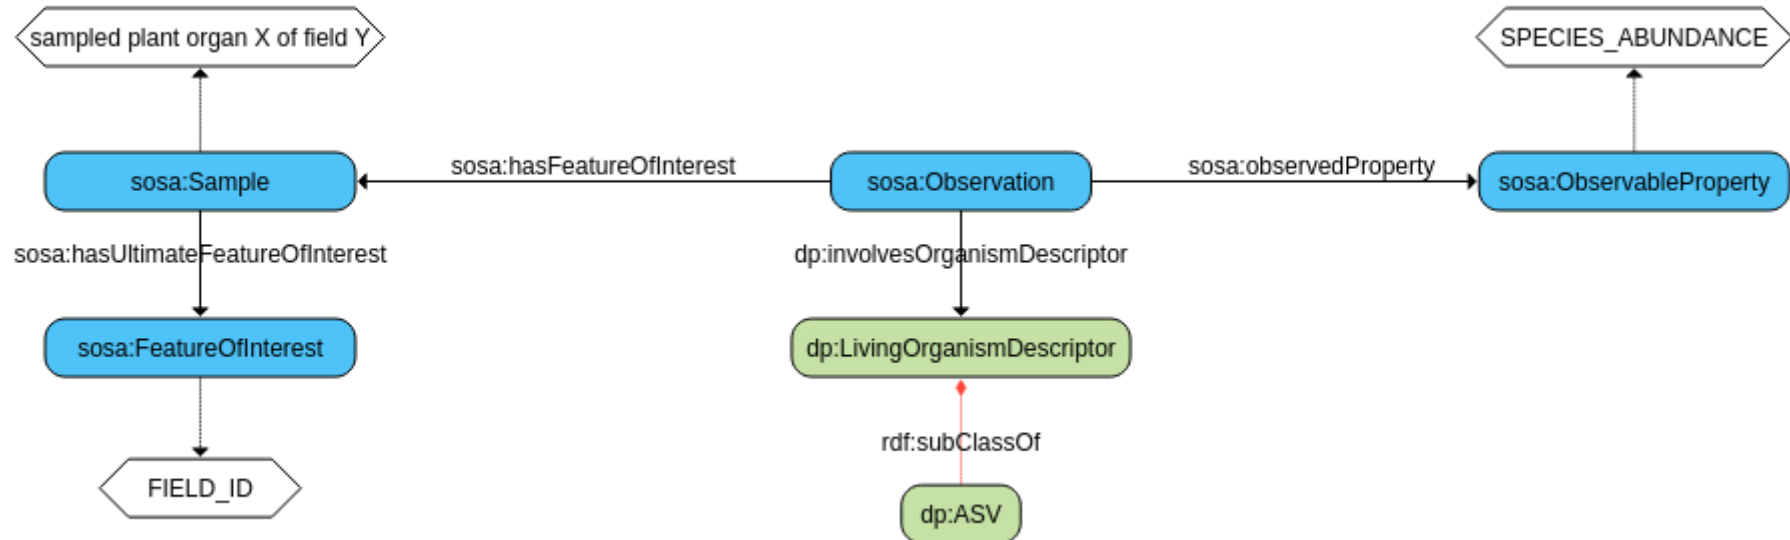 sampled plant organ X of field Y
SPECIES_ABUNDANCE
sosa:hasFeatureOfInterest
sosa:observedProperty
sosa:Sample
sosa:Observation
sosa:ObservableProperty
sosa:hasUltimateFeatureOfInterest
dp:involvesOrganismDescriptor
sosa:FeatureOfInterest
dp:LivingOrganismDescriptor
rdf:subClassOf
FIELD_ID
dp:ASV